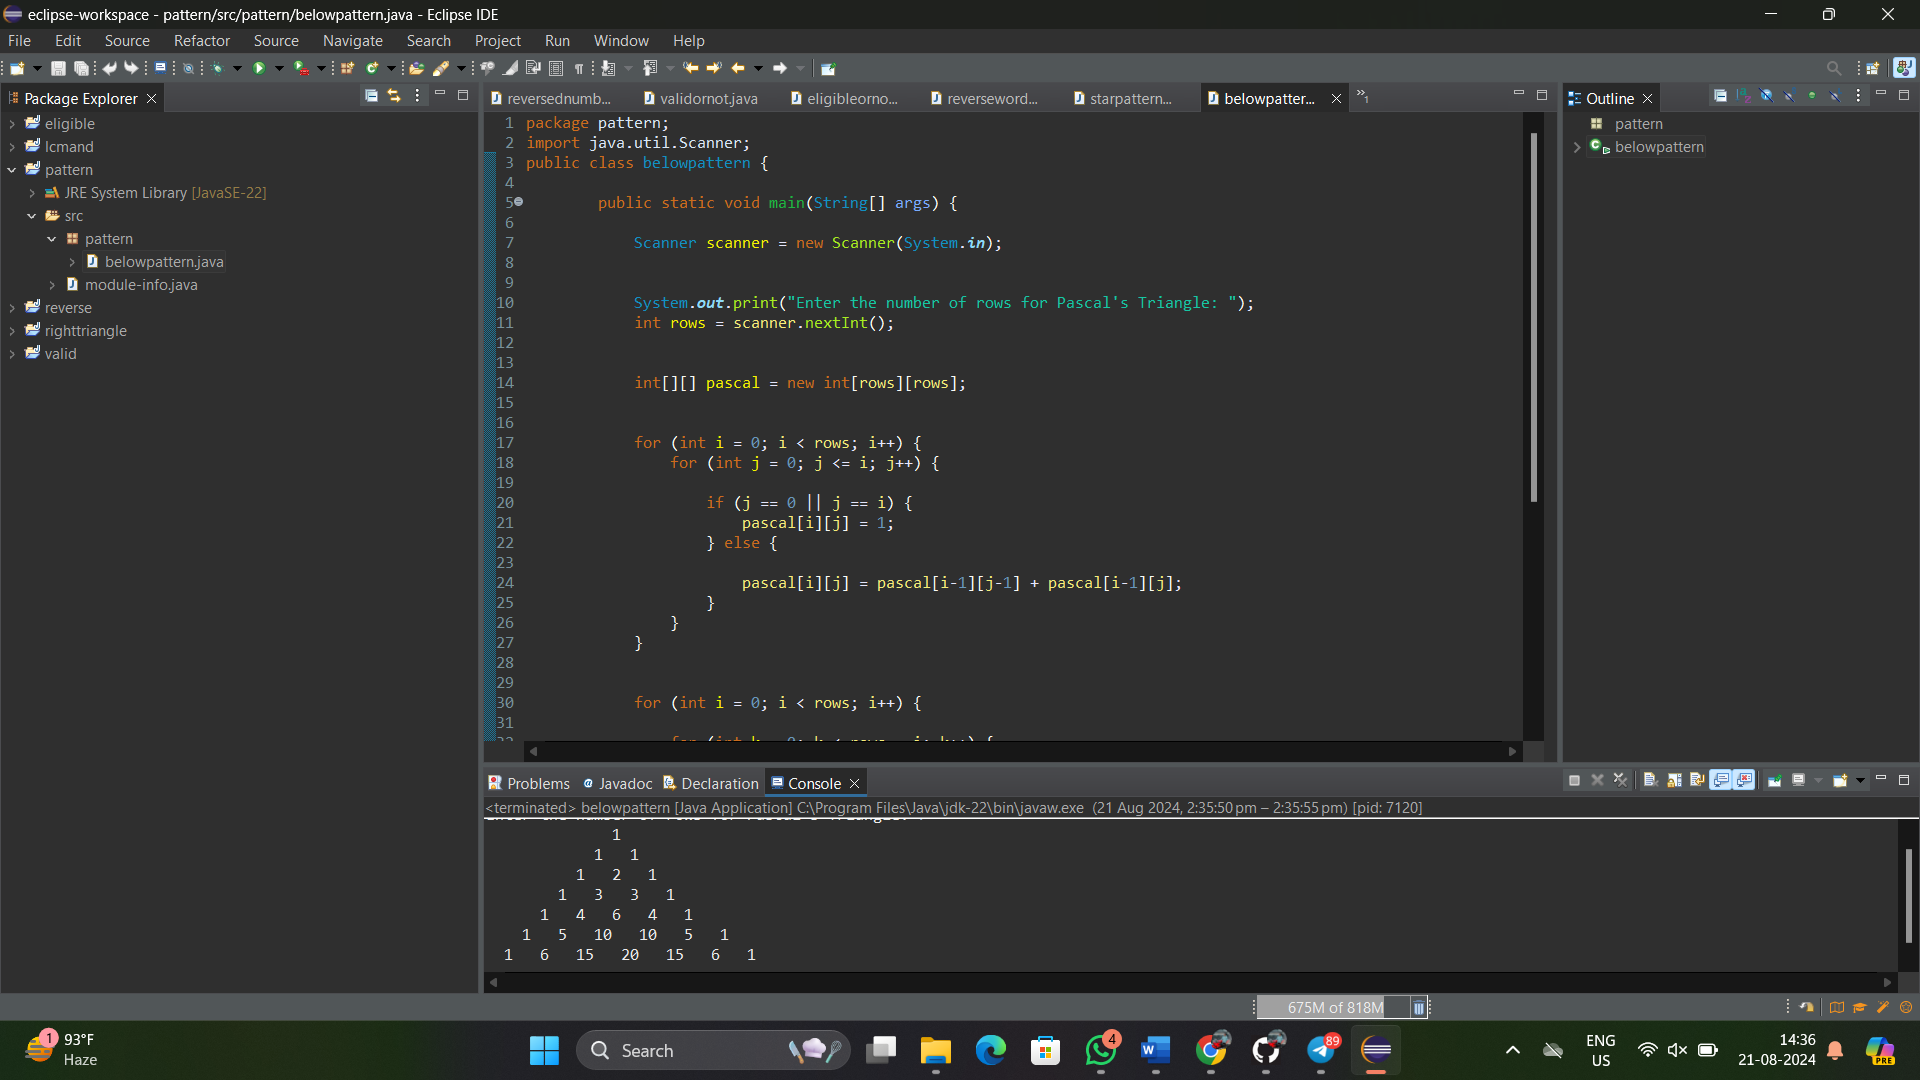 eclipse-workspace - pattern/src/pattern/belowpattern.java - Eclipse IDE
File Edit Source Refactor Source Navigate Search Project Run Window Help
Package Explorer
eligible
lcmand
pattern
JRE System Library [JavaSE-22]
src
pattern
belowpattern.java
module-info.java
reverse
righttriangle
valid
reversednumb... validornot.java eligibleorno... reverseword... starpattern... belowpatter... »1
1 package pattern;
2 import java.util.Scanner;
3 public class belowpattern {
4
5 public static void main(String[] args) {
6
7 Scanner scanner = new Scanner(System.in);
8
9
10 System.out.print("Enter the number of rows for Pascal's Triangle: ");
11 int rows = scanner.nextInt();
12
13
14 int[][] pascal = new int[rows][rows];
15
16
17 for (int i = 0; i < rows; i++) {
18 for (int j = 0; j <= i; j++) {
19
20 if (j == 0 || j == i) {
21 pascal[i][j] = 1;
22 } else {
23
24 pascal[i][j] = pascal[i-1][j-1] + pascal[i-1][j];
25 }
26 }
27 }
28
29
30 for (int i = 0; i < rows; i++) {
31
Outline
pattern
belowpattern
Problems Javadoc Declaration Console
<terminated> belowpattern [Java Application] C:\Program Files\Java\jdk-22\bin\javaw.exe (21 Aug 2024, 2:35:50 pm – 2:35:55 pm) [pid: 7120]
1
1 1
1 2 1
1 3 3 1
1 4 6 4 1
1 5 10 10 5 1
1 6 15 20 15 6 1
675M of 818M
1
93°F
Haze
Search
4
89
PRE
ENG
US
14:36
21-08-2024